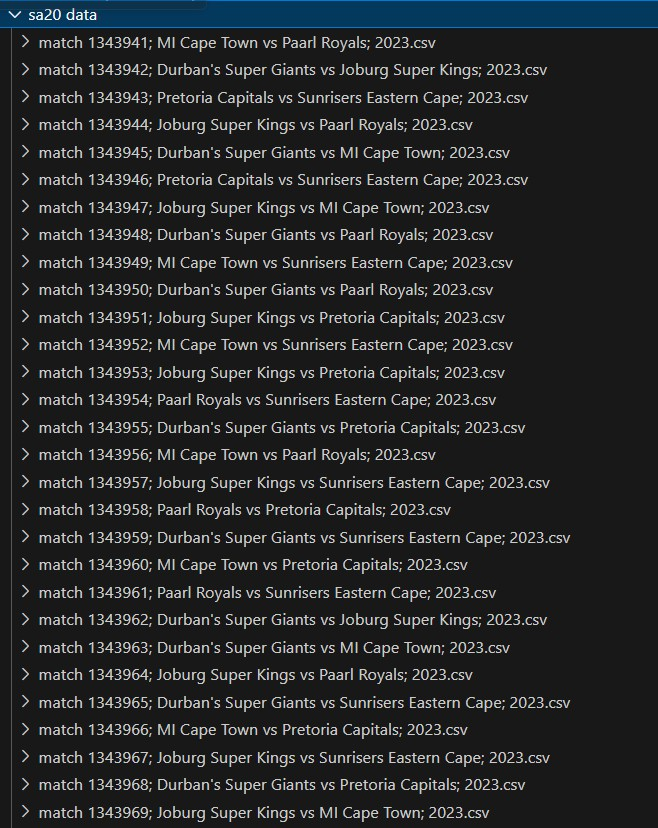 sa20 data
match 1343941; MI Cape Town vs Paarl Royals; 2023.csv
match 1343942; Durban's Super Giants vs Joburg Super Kings; 2023.csv
match 1343943; Pretoria Capitals vs Sunrisers Eastern Cape; 2023.csv
match 1343944; Joburg Super Kings vs Paarl Royals; 2023.csv
match 1343945; Durban's Super Giants vs MI Cape Town; 2023.csv
match 1343946; Pretoria Capitals vs Sunrisers Eastern Cape; 2023.csv
match 1343947; Joburg Super Kings vs MI Cape Town; 2023.csv
match 1343948; Durban's Super Giants vs Paarl Royals; 2023.csv
match 1343949; MI Cape Town vs Sunrisers Eastern Cape; 2023.csv
match 1343950; Durban's Super Giants vs Paarl Royals; 2023.csv
match 1343951; Joburg Super Kings vs Pretoria Capitals; 2023.csv
match 1343952; MI Cape Town vs Sunrisers Eastern Cape; 2023.csv
match 1343953; Joburg Super Kings vs Pretoria Capitals; 2023.csv
match 1343954; Paarl Royals vs Sunrisers Eastern Cape; 2023.csv
match 1343955; Durban's Super Giants vs Pretoria Capitals; 2023.csv
match 1343956; MI Cape Town vs Paarl Royals; 2023.csv
match 1343957; Joburg Super Kings vs Sunrisers Eastern Cape; 2023.csv
match 1343958; Paarl Royals vs Pretoria Capitals; 2023.csv
match 1343959; Durban's Super Giants vs Sunrisers Eastern Cape; 2023.csv
match 1343960; MI Cape Town vs Pretoria Capitals; 2023.csv
match 1343961; Paarl Royals vs Sunrisers Eastern Cape; 2023.csv
match 1343962; Durban's Super Giants vs Joburg Super Kings; 2023.csv
match 1343963; Durban's Super Giants vs MI Cape Town; 2023.csv
match 1343964; Joburg Super Kings vs Paarl Royals; 2023.csv
match 1343965; Durban's Super Giants vs Sunrisers Eastern Cape; 2023.csv
match 1343966; MI Cape Town vs Pretoria Capitals; 2023.csv
match 1343967; Joburg Super Kings vs Sunrisers Eastern Cape; 2023.csv
match 1343968; Durban's Super Giants vs Pretoria Capitals; 2023.csv
match 1343969; Joburg Super Kings vs MI Cape Town; 2023.csv